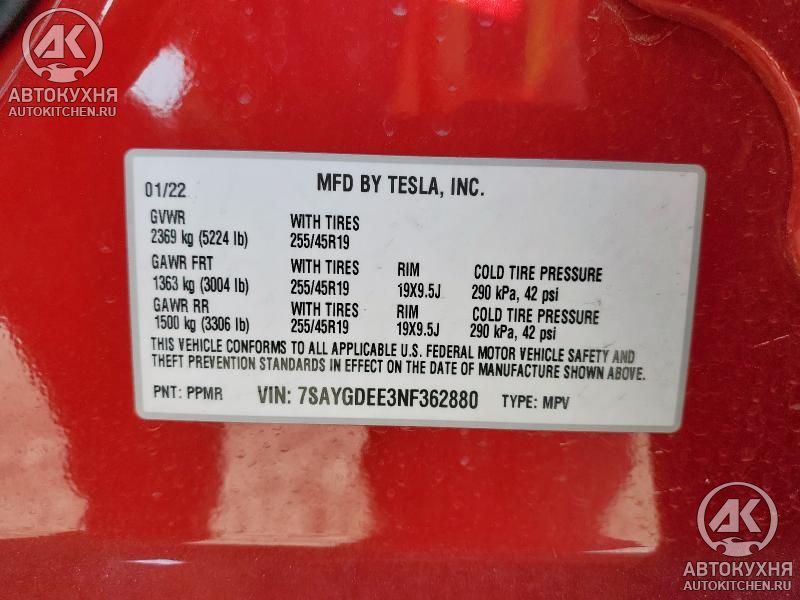 АК
АВТОКУХНЯ
AUTOKITCHEN.RU
01/22 MFD BY TESLA, INC.
GVWR WITH TIRES
2369 kg (5224 lb) 255/45R19
GAWR FRT WITH TIRES RIM COLD TIRE PRESSURE
1363 kg (3004 lb) 255/45R19 19X9.5J 290 kPa, 42 psi
GAWR RR WITH TIRES RIM COLD TIRE PRESSURE
1500 kg (3306 lb) 255/45R19 19X9.5J 290 kPa, 42 psi
THIS VEHICLE CONFORMS TO ALL APPLICABLE U.S. FEDERAL MOTOR VEHICLE SAFETY AND
THEFT PREVENTION STANDARDS IN EFFECT ON THE DATE OF MANUFACTURE SHOWN ABOVE.
PNT: PPMR VIN: 7SAYGDEE3NF362880 TYPE: MPV
АК
АВТОКУХНЯ
AUTOKITCHEN.RU